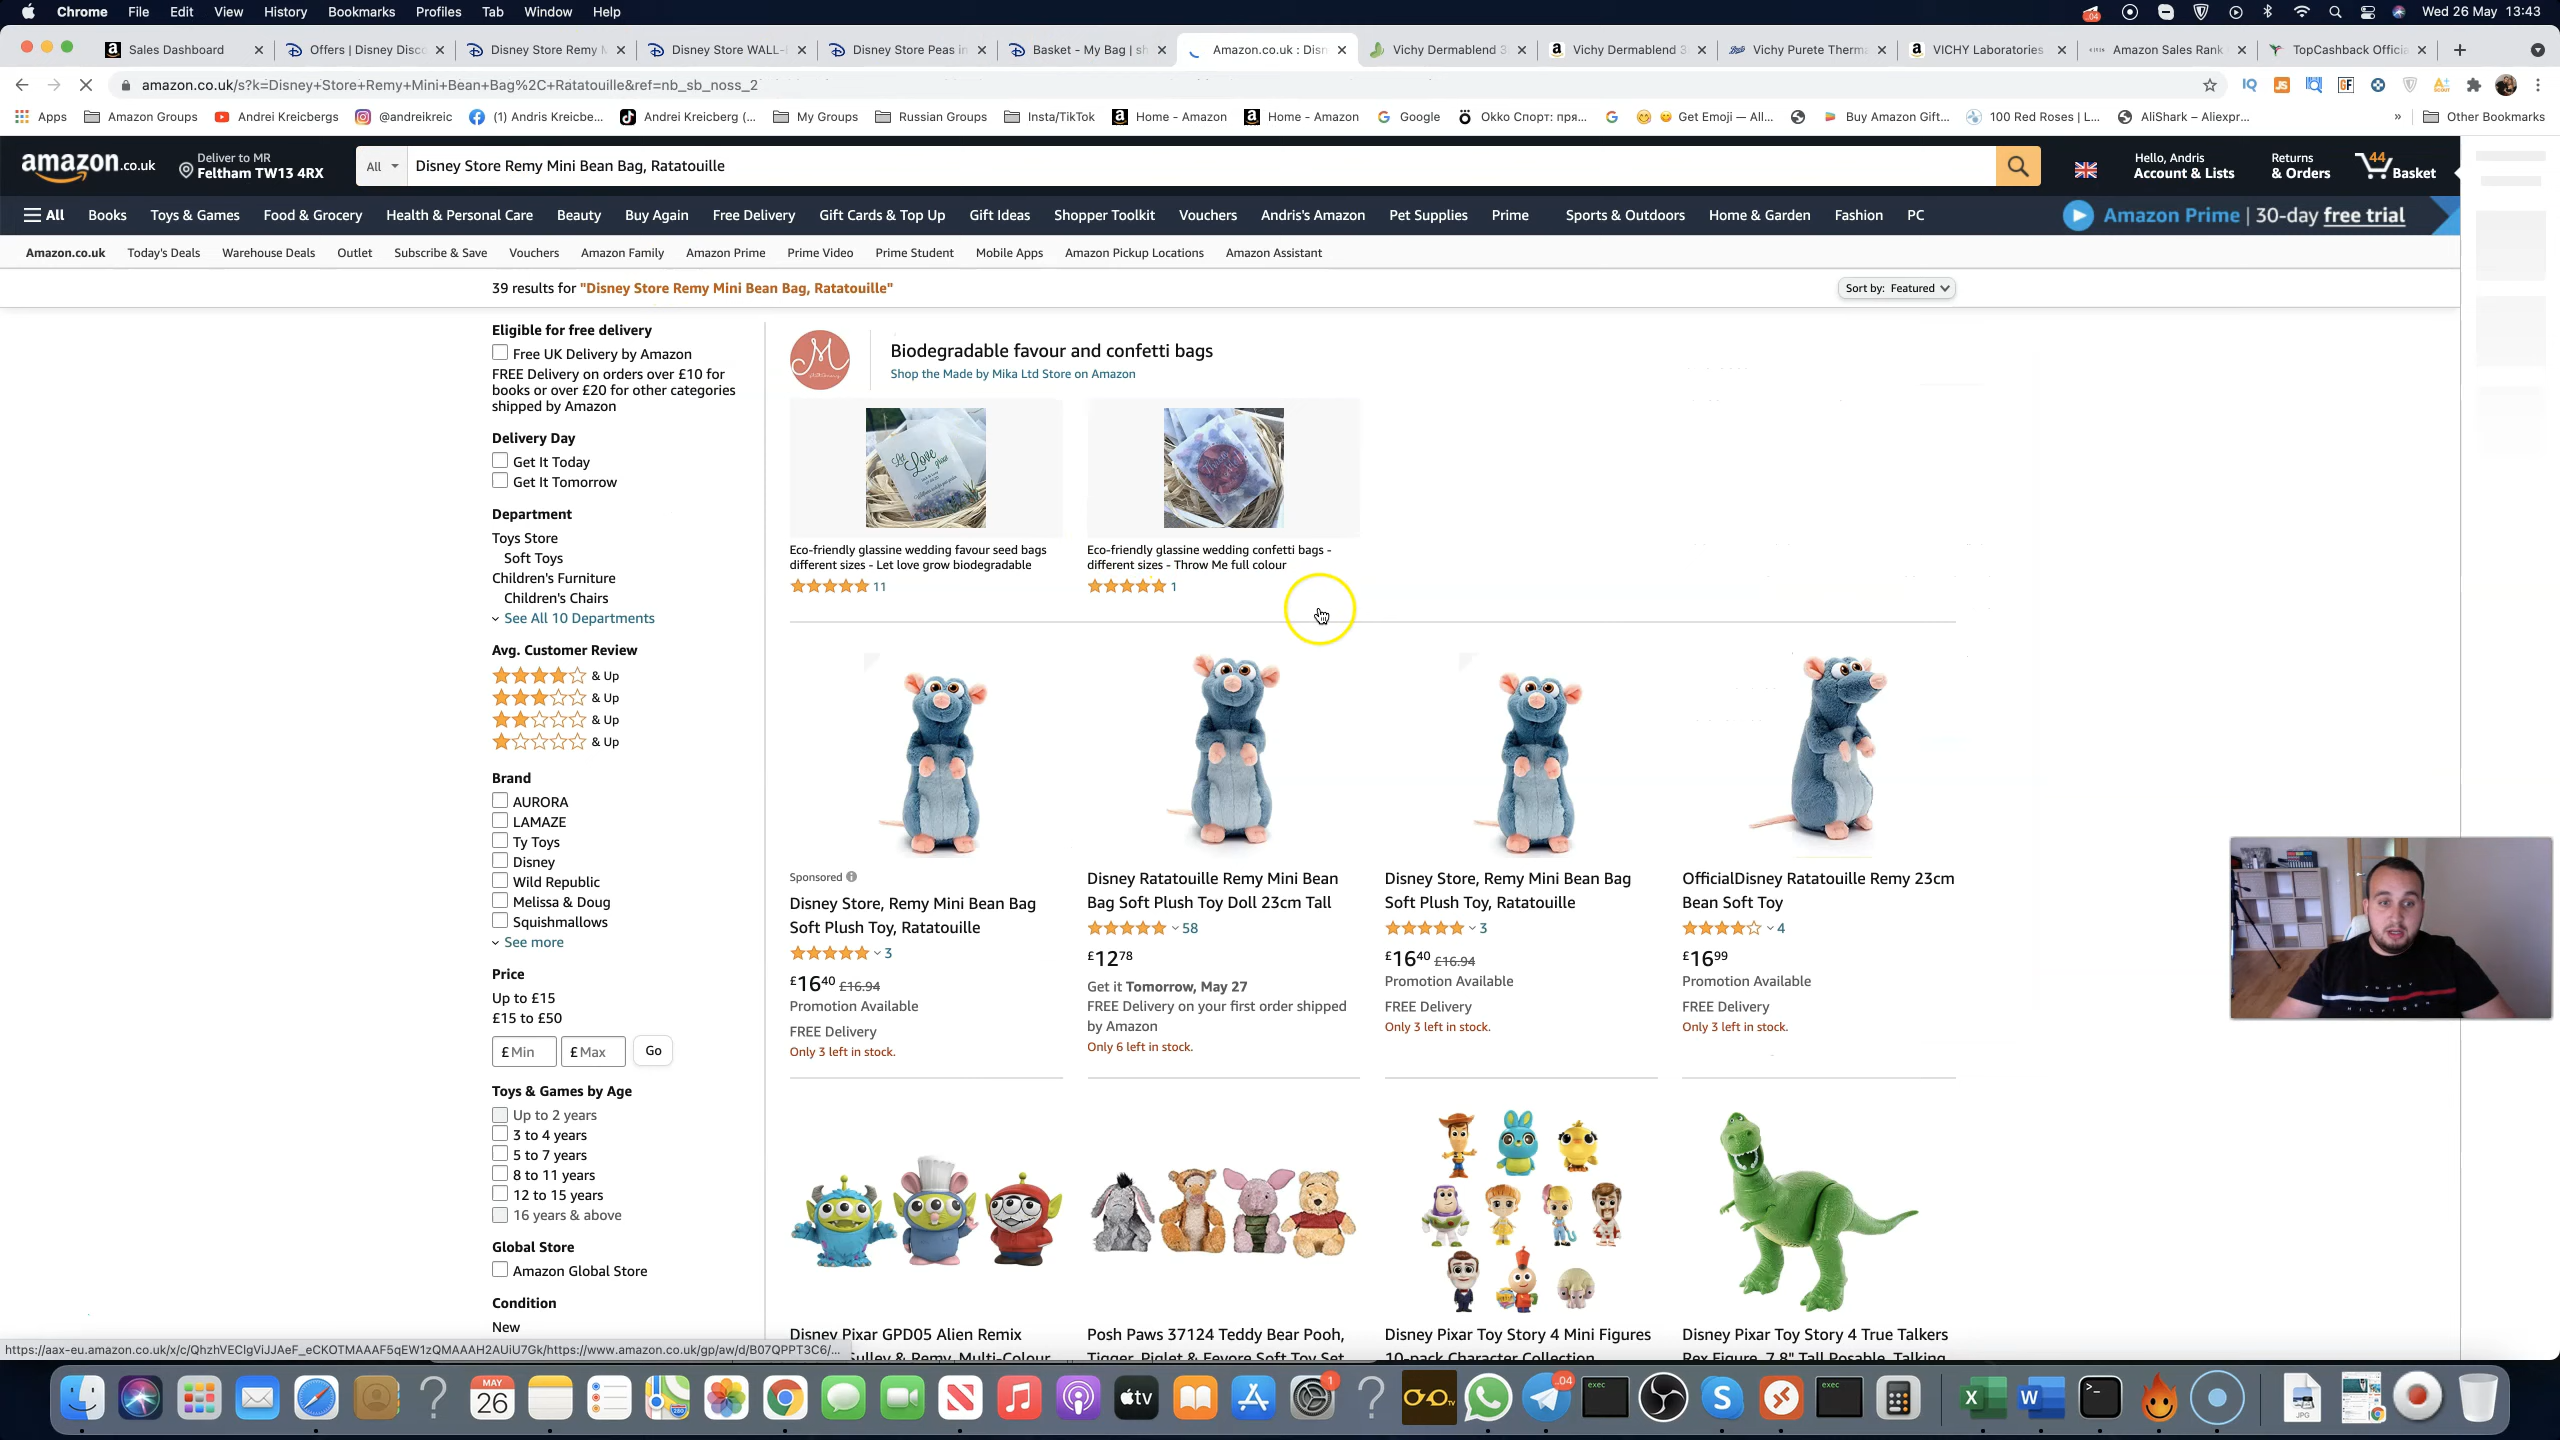 Chrome File Edit View History Bookmarks Profiles Tab Window Help
Wed 26 May 13:43
Sales Dashboard
Offers | Disney Disco
Disney Store Remy M
Disney Store WALL-
Disney Store Peas in
Basket - My Bag | sh
Amazon.co.uk : Disn
Vichy Dermablend 3
Vichy Dermablend 3
Vichy Purete Therma
VICHY Laboratories
Amazon Sales Rank
TopCashback Officia
amazon.co.uk/s?k=Disney+Store+Remy+Mini+Bean+Bag%2C+Ratatouille&ref=nb_sb_noss_2
Apps Amazon Groups Andrei Kreicbergs @andreikreic (1) Andris Kreicbe... Andrei Kreicberg (... My Groups Russian Groups Insta/TikTok Home - Amazon Home - Amazon Google Okko Спорт: пря... Get Emoji — All... Buy Amazon Gift... 100 Red Roses | L... AliShark – Aliexpr... » Other Bookmarks
amazon.co.uk
Deliver to MR
Feltham TW13 4RX
All
Disney Store Remy Mini Bean Bag, Ratatouille
Hello, Andris
Account & Lists
Returns
& Orders
44
Basket
All Books Toys & Games Food & Grocery Health & Personal Care Beauty Buy Again Free Delivery Gift Cards & Top Up Gift Ideas Shopper Toolkit Vouchers Andris's Amazon Pet Supplies Prime Sports & Outdoors Home & Garden Fashion PC
Amazon Prime | 30-day free trial
Amazon.co.uk Today's Deals Warehouse Deals Outlet Subscribe & Save Vouchers Amazon Family Amazon Prime Prime Video Prime Student Mobile Apps Amazon Pickup Locations Amazon Assistant
39 results for "Disney Store Remy Mini Bean Bag, Ratatouille"
Sort by: Featured
Eligible for free delivery
Free UK Delivery by Amazon
FREE Delivery on orders over £10 for
books or over £20 for other categories
shipped by Amazon
Delivery Day
Get It Today
Get It Tomorrow
Department
Toys Store
Soft Toys
Children's Furniture
Children's Chairs
See All 10 Departments
Avg. Customer Review
& Up
& Up
& Up
& Up
Brand
AURORA
LAMAZE
Ty Toys
Disney
Wild Republic
Melissa & Doug
Squishmallows
See more
Price
Up to £15
£15 to £50
£ Min
£ Max
Go
Toys & Games by Age
Up to 2 years
3 to 4 years
5 to 7 years
8 to 11 years
12 to 15 years
16 years & above
Global Store
Amazon Global Store
Condition
New
Biodegradable favour and confetti bags
Shop the Made by Mika Ltd Store on Amazon
Eco-friendly glassine wedding favour seed bags
different sizes - Let love grow biodegradable
11
Eco-friendly glassine wedding confetti bags -
different sizes - Throw Me full colour
1
Sponsored
Disney Store, Remy Mini Bean Bag
Soft Plush Toy, Ratatouille
3
£16.40 £16.94
Promotion Available
FREE Delivery
Only 3 left in stock.
Disney Ratatouille Remy Mini Bean
Bag Soft Plush Toy Doll 23cm Tall
58
£12.78
Get it Tomorrow, May 27
FREE Delivery on your first order shipped
by Amazon
Only 6 left in stock.
Disney Store, Remy Mini Bean Bag
Soft Plush Toy, Ratatouille
3
£16.40 £16.94
Promotion Available
FREE Delivery
Only 3 left in stock.
OfficialDisney Ratatouille Remy 23cm
Bean Soft Toy
4
£16.99
Promotion Available
FREE Delivery
Only 3 left in stock.
Disney Pixar GPD05 Alien Remix
Sulley & Remy, Multi-Colour
Posh Paws 37124 Teddy Bear Pooh,
Tigger, Piglet & Eeyore Soft Toy Set
Disney Pixar Toy Story 4 Mini Figures
10-pack Character Collection
Disney Pixar Toy Story 4 True Talkers
Rex Figure, 7.8" Tall Posable, Talking
https://aax-eu.amazon.co.uk/x/c/QhzhVEClgViJJAeF_eCKOTMAAAF5qEW1zQMAAAH2AUiU7Gk/https://www.amazon.co.uk/gp/aw/d/B07QPPT3C6/...
MAY
26
tv
1
04
exec
exec
JPG